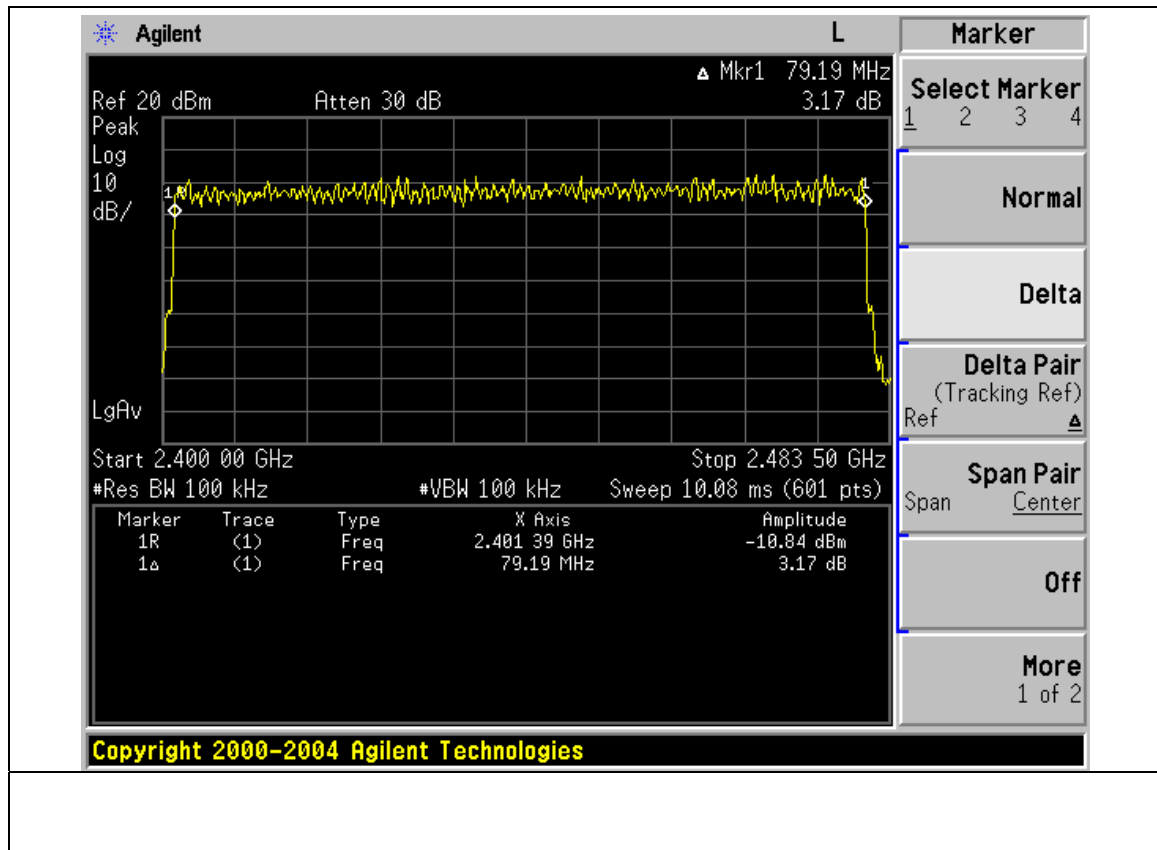 Agilent L Marker
Δ Mkr1 79.19 MHz
Ref 20 dBm Atten 30 dB 3.17 dB
Peak
Log
10
dB/
1R
1
LgAv
Start 2.400 00 GHz Stop 2.483 50 GHz
#Res BW 100 kHz #VBW 100 kHz Sweep 10.08 ms (601 pts)
Marker Trace Type X Axis Amplitude
1R (1) Freq 2.401 39 GHz -10.84 dBm
1Δ (1) Freq 79.19 MHz 3.17 dB
Select Marker
1 2 3 4
Normal
Delta
Delta Pair
(Tracking Ref)
Ref Δ
Span Pair
Span Center
Off
More
1 of 2
Copyright 2000-2004 Agilent Technologies